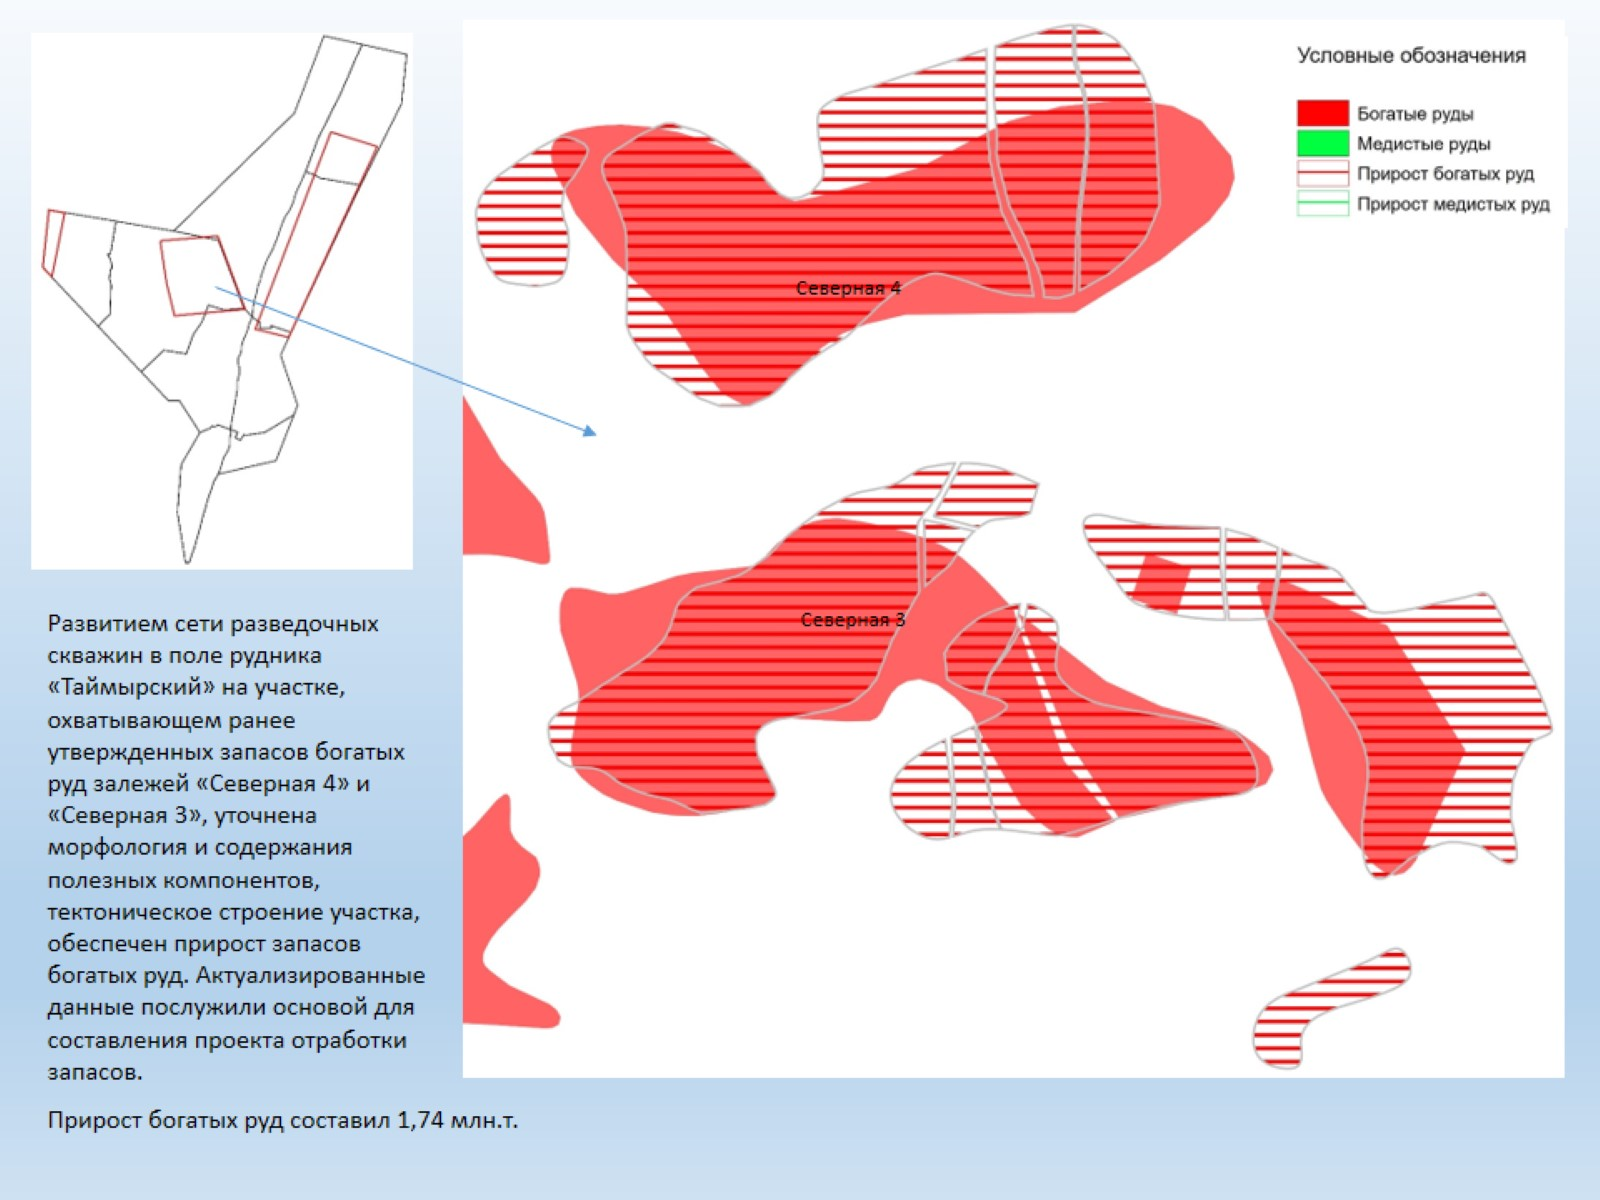 Условные обозначения
Богатые руды
Медистые руды
Прирост богатых руд
Прирост медистых руд
Северная 4
Северная 3
Развитием сети разведочных
скважин в поле рудника
«Таймырский» на участке,
охватывающем ранее
утвержденных запасов богатых
руд залежей «Северная 4» и
«Северная 3», уточнена
морфология и содержания
полезных компонентов,
тектоническое строение участка,
обеспечен прирост запасов
богатых руд. Актуализированные
данные послужили основой для
составления проекта отработки
запасов.
Прирост богатых руд составил 1,74 млн.т.